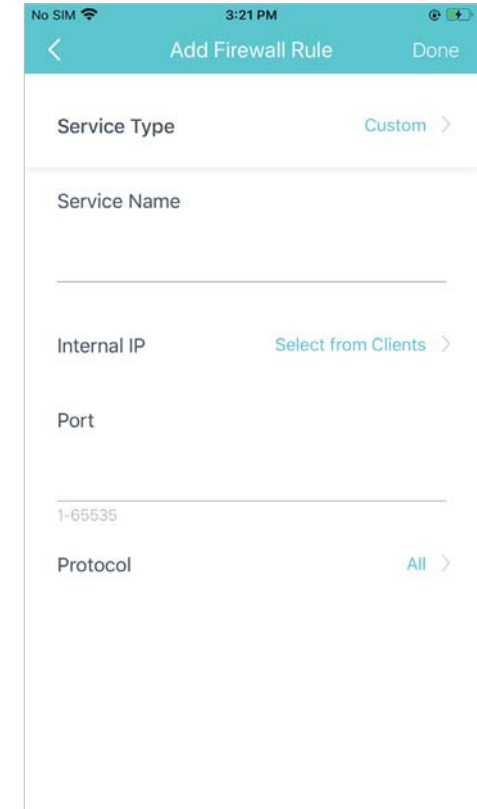 No SIM 3:21 PM
Add Firewall Rule Done
Service Type Custom
Service Name
Internal IP Select from Clients
Port
1-65535
Protocol All